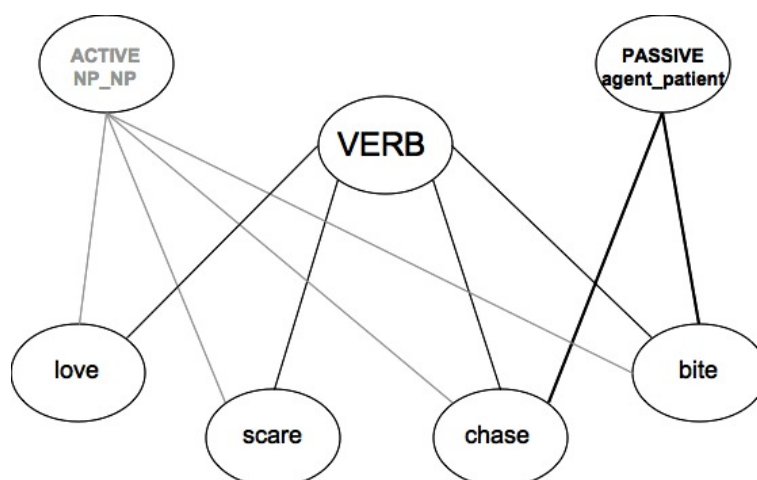 ACTIVE
NP_NP
PASSIVE
agent_patient
VERB
love
bite
scare
chase